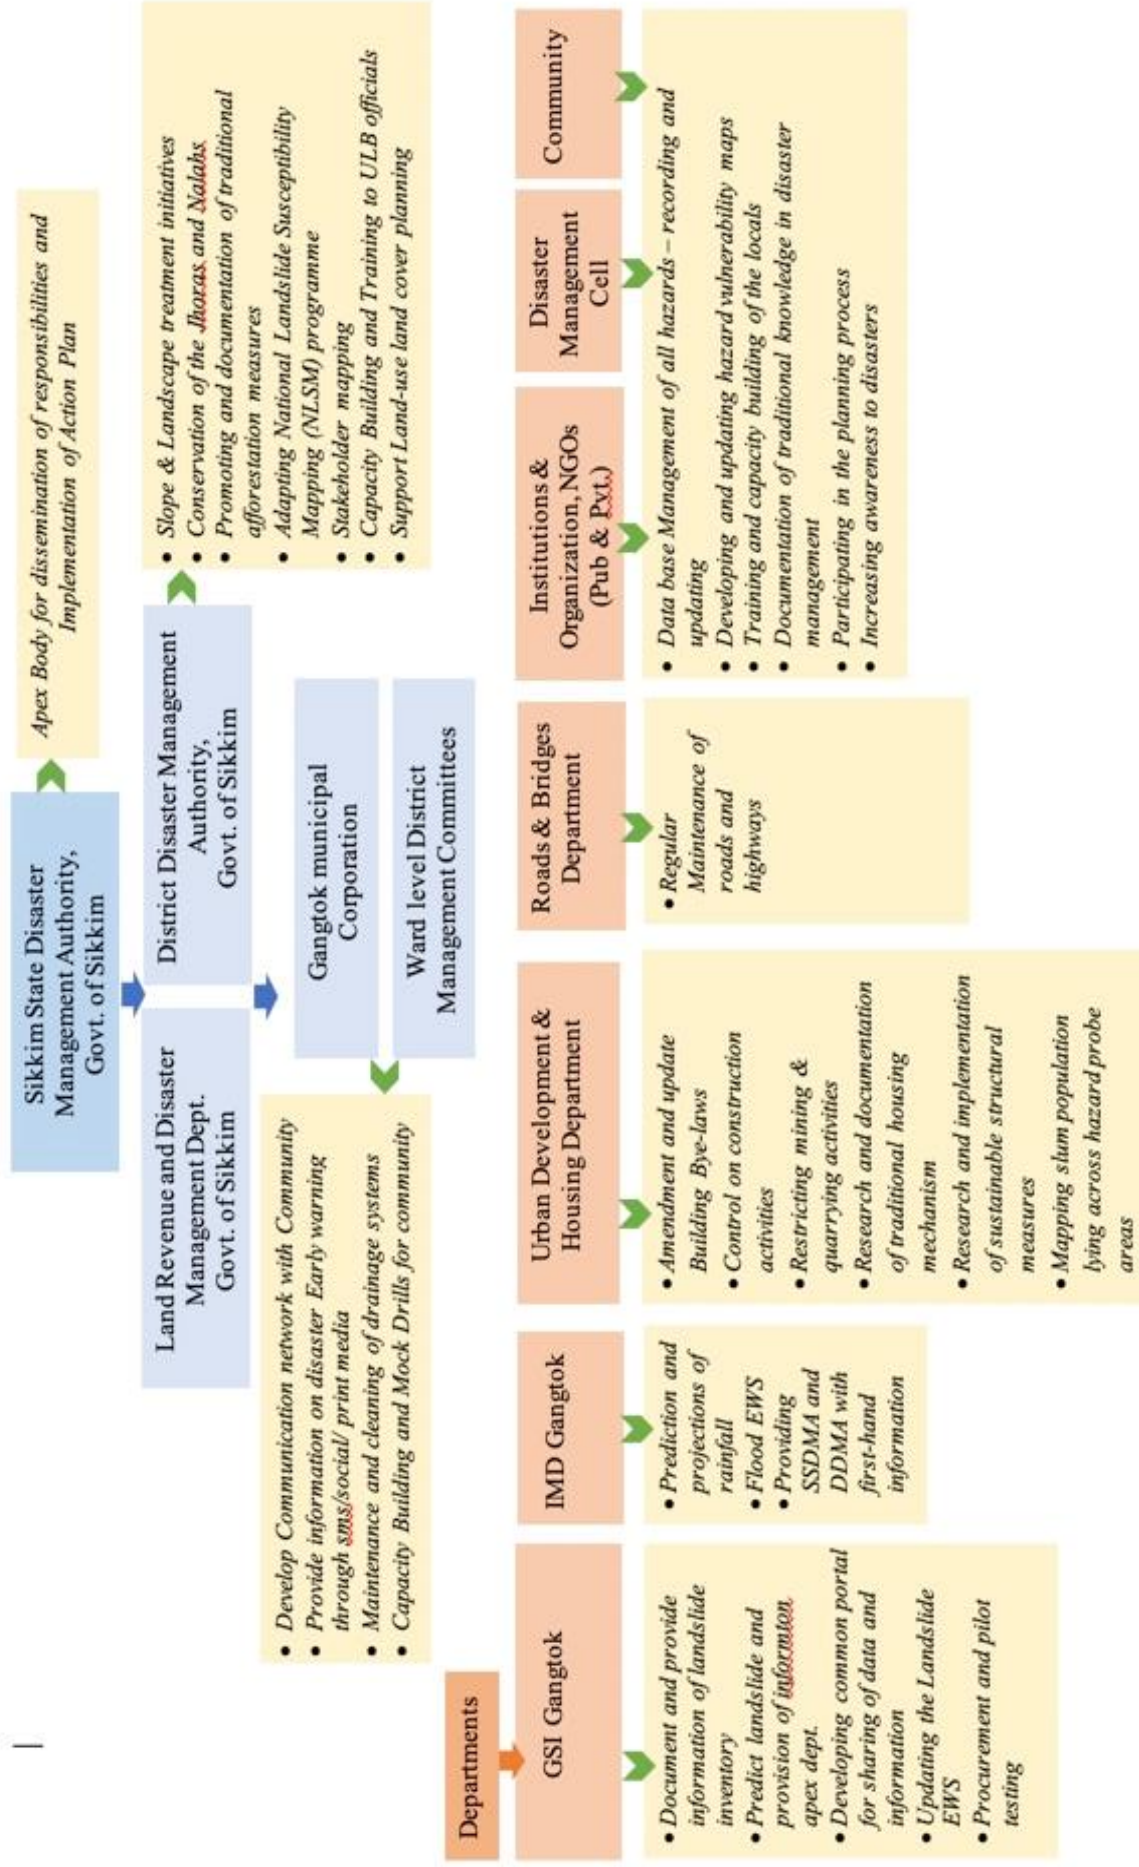 Sikkim State Disaster
Management Authority,
Govt. of Sikkim
Apex Body for dissemination of responsibilities and
Implementation of Action Plan
Land Revenue and Disaster
Management Dept.
Govt. of Sikkim
District Disaster Management
Authority,
Govt. of Sikkim
• Slope & Landscape treatment initiatives
• Conservation of the Jhoras and Nalahs
• Promoting and documentation of traditional
afforestation measures
• Adapting National Landslide Susceptibility
Mapping (NLSM) programme
• Stakeholder mapping
• Capacity Building and Training to ULB officials
• Support Land-use land cover planning
Gangtok municipal
Corporation
Ward level District
Management Committees
• Develop Communication network with Community
• Provide information on disaster Early warning
through sms/social/ print media
• Maintenance and cleaning of drainage systems
• Capacity Building and Mock Drills for community
Departments
GSI Gangtok
• Document and provide
information of landslide
inventory
• Predict landslide and
provision of informton
apex dept.
• Developing common portal
for sharing of data and
information
• Updating the Landslide
EWS
• Procurement and pilot
testing
IMD Gangtok
• Prediction and
projections of
rainfall
• Flood EWS
• Providing
SSDMA and
DDMA with
first-hand
information
Urban Development &
Housing Department
• Amendment and update
Building Bye-laws
• Control on construction
activities
• Restricting mining &
quarrying activities
• Research and documentation
of traditional housing
mechanism
• Research and implementation
of sustainable structural
measures
• Mapping slum population
lying across hazard probe
areas
Roads & Bridges
Department
• Regular
Maintenance of
roads and
highways
Institutions &
Organization, NGOs
(Pub & Pvt.)
Disaster
Management
Cell
Community
• Data base Management of all hazards – recording and
updating
• Developing and updating hazard vulnerability maps
• Training and capacity building of the locals
• Documentation of traditional knowledge in disaster
management
• Participating in the planning process
• Increasing awareness to disasters